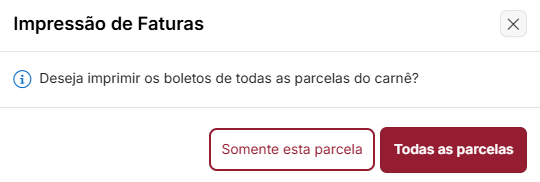 Impressão de Faturas
Deseja imprimir os boletos de todas as parcelas do carnê?
Somente esta parcela
Todas as parcelas